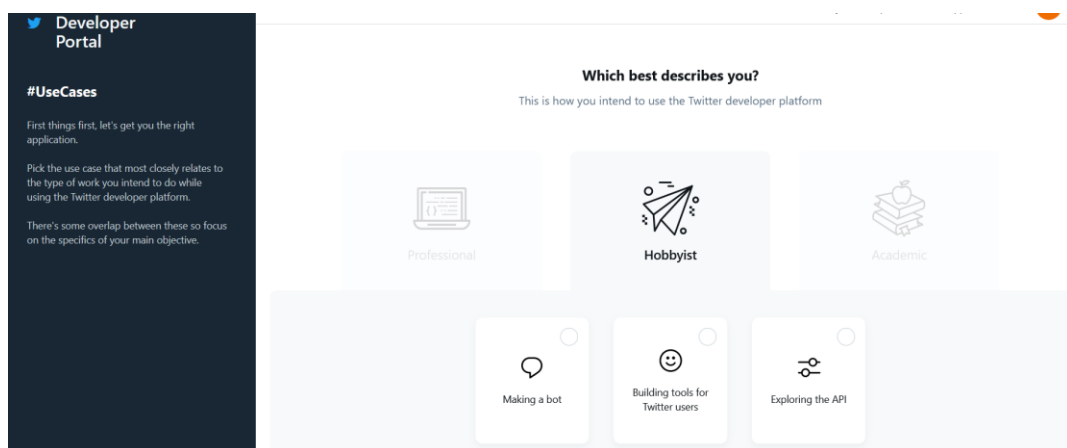 Developer
Portal
#UseCases
First things first, let's get you the right
application.
Pick the use case that most closely relates to
the type of work you intend to do while
using the Twitter developer platform.
There's some overlap between these so focus
on the specifics of your main objective.
Which best describes you?
This is how you intend to use the Twitter developer platform
Professional
Hobbyist
Academic
Making a bot
Building tools for
Twitter users
Exploring the API